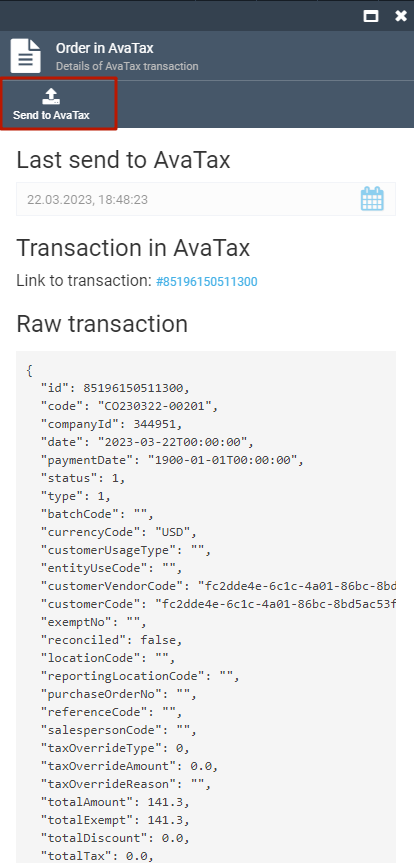 Order in AvaTax
Details of AvaTax transaction
Send to AvaTax
Last send to AvaTax
22.03.2023, 18:48:23
Transaction in AvaTax
Link to transaction: #85196150511300
Raw transaction
{
"id": 85196150511300,
"code": "CO230322-00201",
"companyId": 344951,
"date": "2023-03-22T00:00:00",
"paymentDate": "1900-01-01T00:00:00",
"status": 1,
"type": 1,
"batchCode": "",
"currencyCode": "USD",
"customerUsageType": "",
"entityUseCode": "",
"customerVendorCode": "fc2dde4e-6c1c-4a01-86bc-8bd
"customerCode": "fc2dde4e-6c1c-4a01-86bc-8bd5ac53f
"exemptNo": "",
"reconciled": false,
"locationCode": "",
"reportingLocationCode": "",
"purchaseOrderNo": "",
"referenceCode": "",
"salespersonCode": "",
"taxOverrideType": 0,
"taxOverrideAmount": 0.0,
"taxOverrideReason": "",
"totalAmount": 141.3,
"totalExempt": 141.3,
"totalDiscount": 0.0,
"totalTax": 0.0,